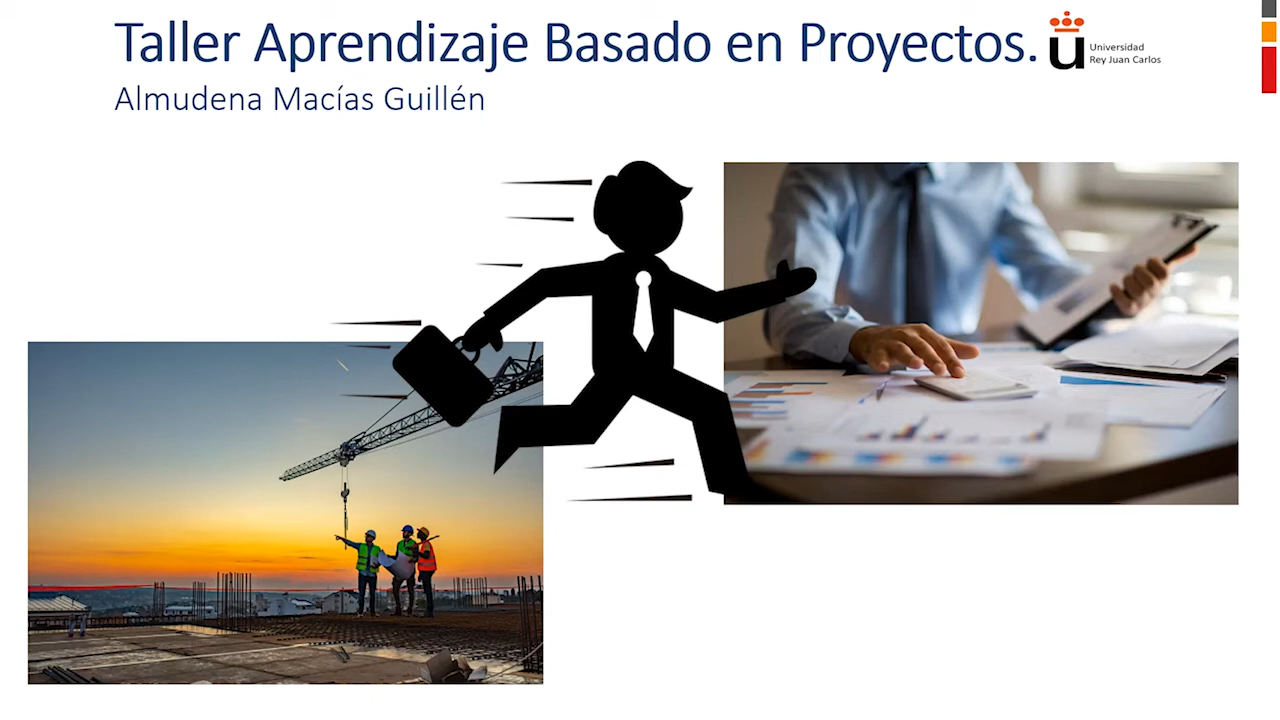 Taller Aprendizaje Basado en Proyectos.
Universidad
Rey Juan Carlos
Almudena Macías Guillén